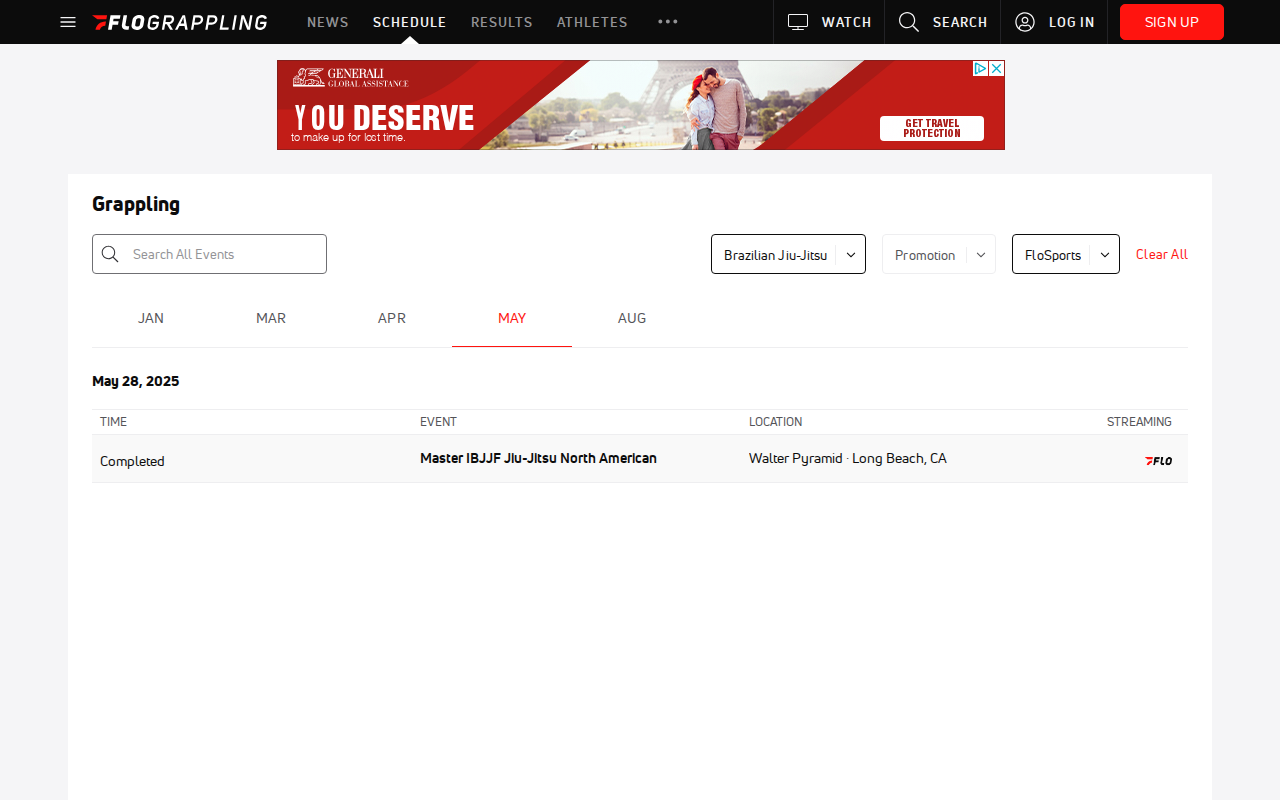 FLOGRAPPLING NEWS SCHEDULE RESULTS ATHLETES ••• WATCH SEARCH LOG IN SIGN UP
GENERALI
GLOBAL ASSISTANCE
YOU DESERVE
to make up for lost time.
GET TRAVEL
PROTECTION
Grappling
Search All Events Brazilian Jiu-Jitsu Promotion FloSports Clear All
JAN MAR APR MAY AUG
May 28, 2025
TIME EVENT LOCATION STREAMING
Completed Master IBJJF Jiu-Jitsu North American Walter Pyramid · Long Beach, CA FLO